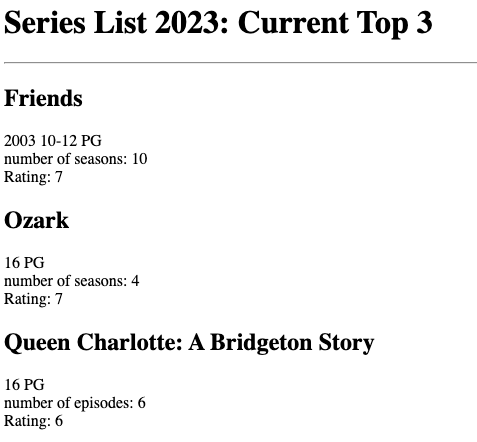 Series List 2023: Current Top 3
Friends
2003 10-12 PG
number of seasons: 10
Rating: 7
Ozark
16 PG
number of seasons: 4
Rating: 7
Queen Charlotte: A Bridgeton Story
16 PG
number of episodes: 6
Rating: 6